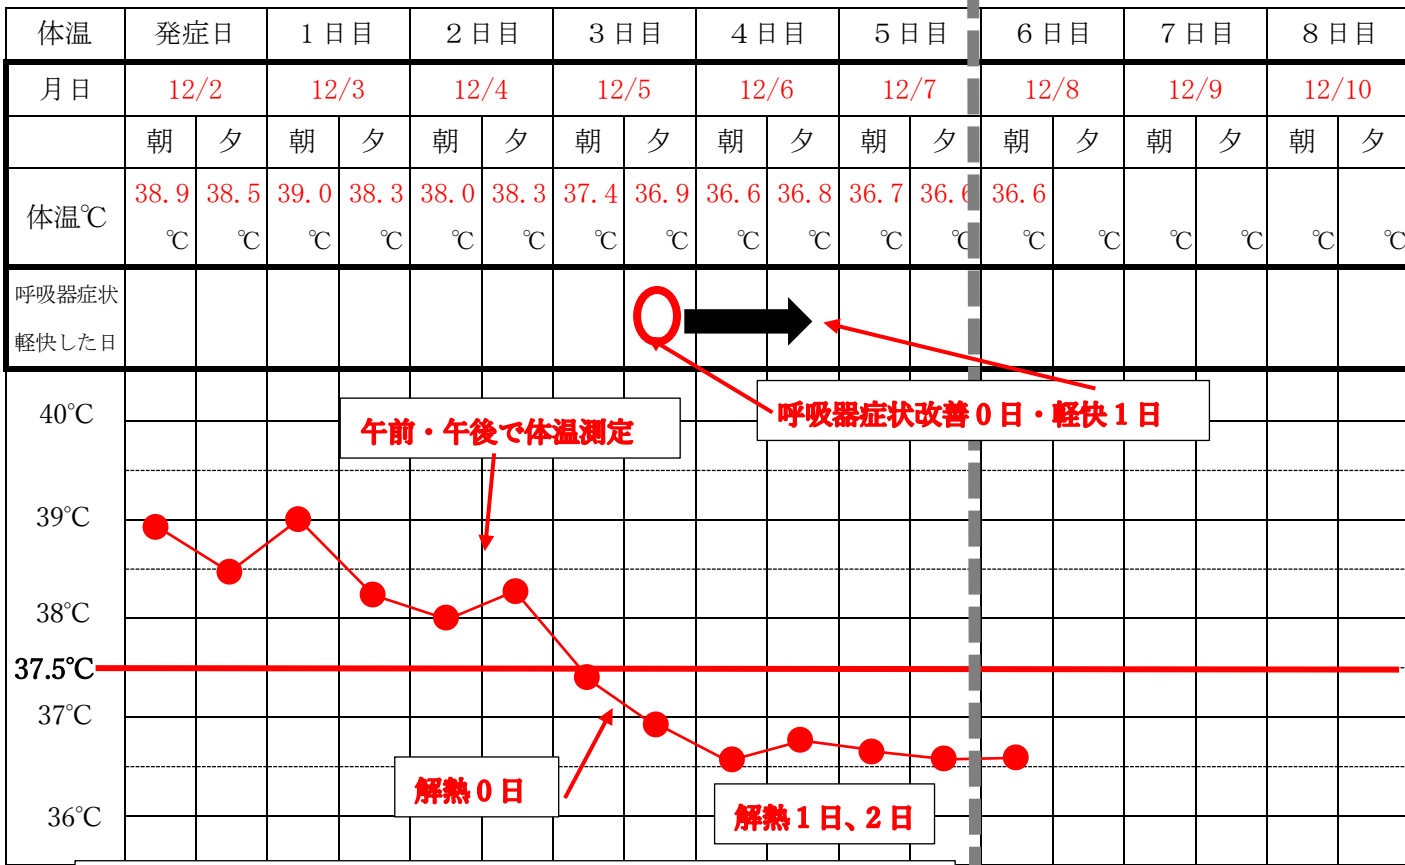 体温 発症日 １日目 ２日目 ３日目 ４日目 ５日目 ６日目 ７日目 ８日目
月日 12/2 12/3 12/4 12/5 12/6 12/7 12/8 12/9 12/10
朝 夕 朝 夕 朝 夕 朝 夕 朝 夕 朝 夕 朝 夕 朝 夕 朝 夕
38.9 38.5 39.0 38.3 38.0 38.3 37.4 36.9 36.6 36.8 36.7 36.6 36.6
体温℃
℃ ℃ ℃ ℃ ℃ ℃ ℃ ℃ ℃ ℃ ℃ ℃ ℃ ℃ ℃ ℃ ℃ ℃
呼吸器症状
軽快した日
40℃
呼吸器症状改善０日・軽快１日
午前・午後で体温測定
39℃
38℃
37.5℃
37℃
解熱０日
解熱１日、２日
36℃